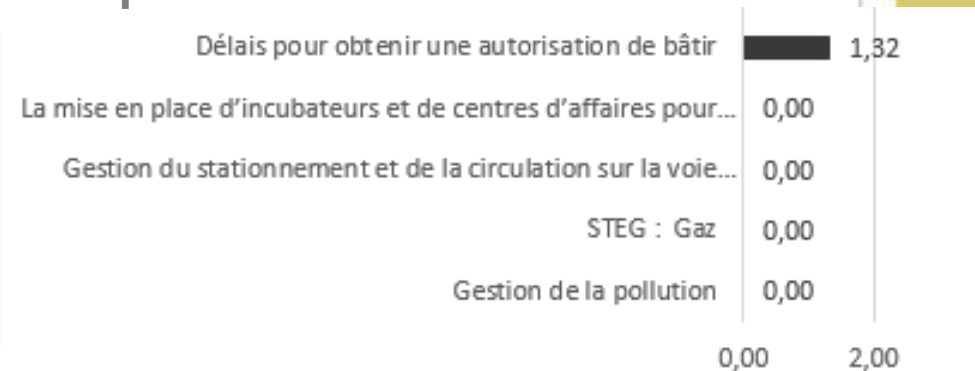 Délais pour obtenir une autorisation de bâtir 1,32
La mise en place d’incubateurs et de centres d’affaires pour... 0,00
Gestion du stationnement et de la circulation sur la voie... 0,00
STEG : Gaz 0,00
Gestion de la pollution 0,00
0,00 2,00